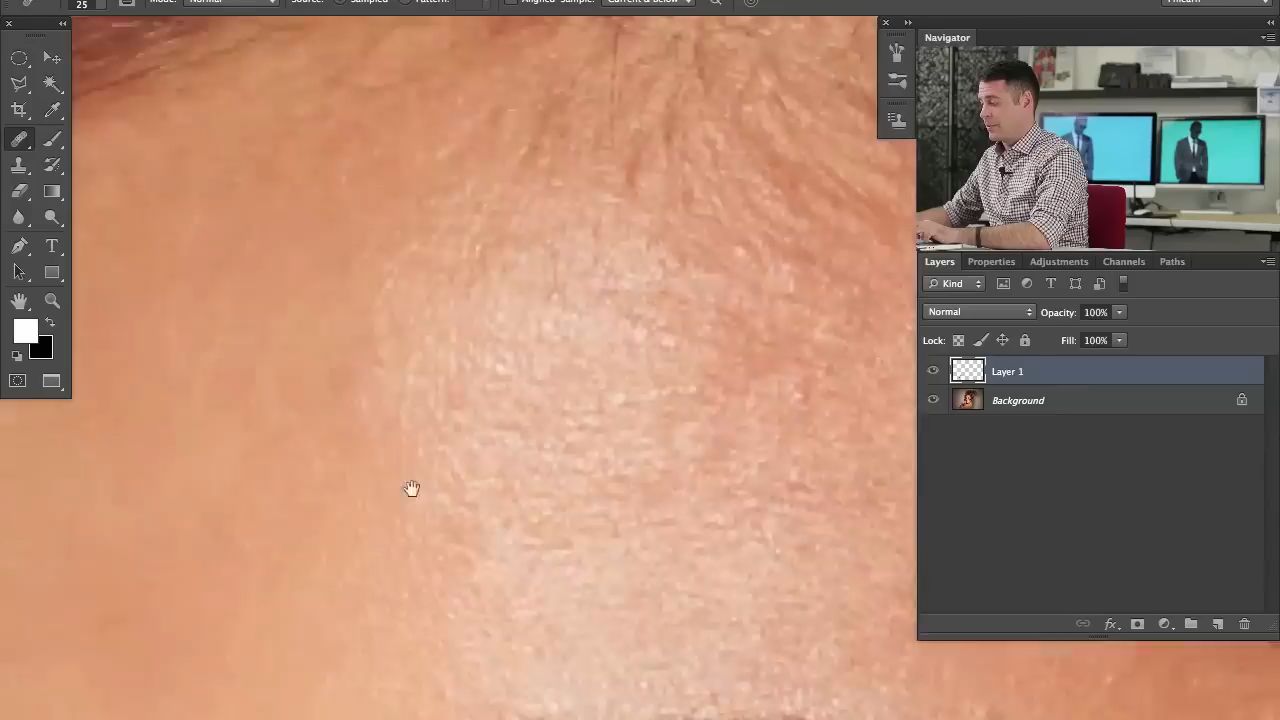 25 Mode: Normal Source: Sampled Pattern: Aligned Sample: Current & Below
Navigator
Layers Properties Adjustments Channels Paths
Kind
Normal Opacity: 100%
Lock: Fill: 100%
Layer 1
Background